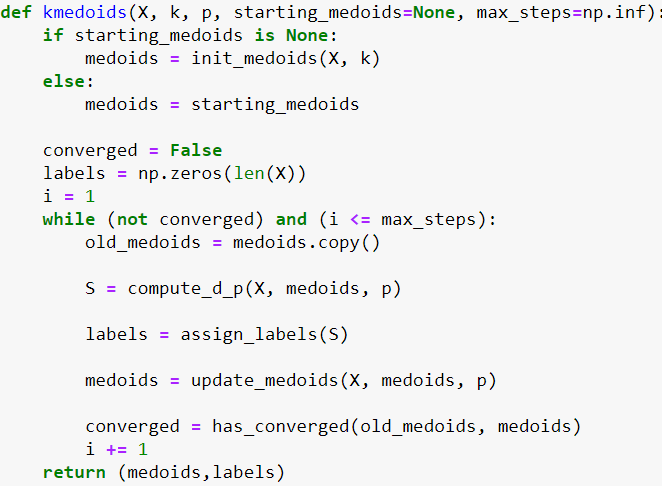 def kmedoids(X, k, p, starting_medoids=None, max_steps=np.inf):
    if starting_medoids is None:
        medoids = init_medoids(X, k)
    else:
        medoids = starting_medoids

    converged = False
    labels = np.zeros(len(X))
    i = 1
    while (not converged) and (i <= max_steps):
        old_medoids = medoids.copy()

        S = compute_d_p(X, medoids, p)

        labels = assign_labels(S)

        medoids = update_medoids(X, medoids, p)

        converged = has_converged(old_medoids, medoids)
        i += 1
    return (medoids,labels)